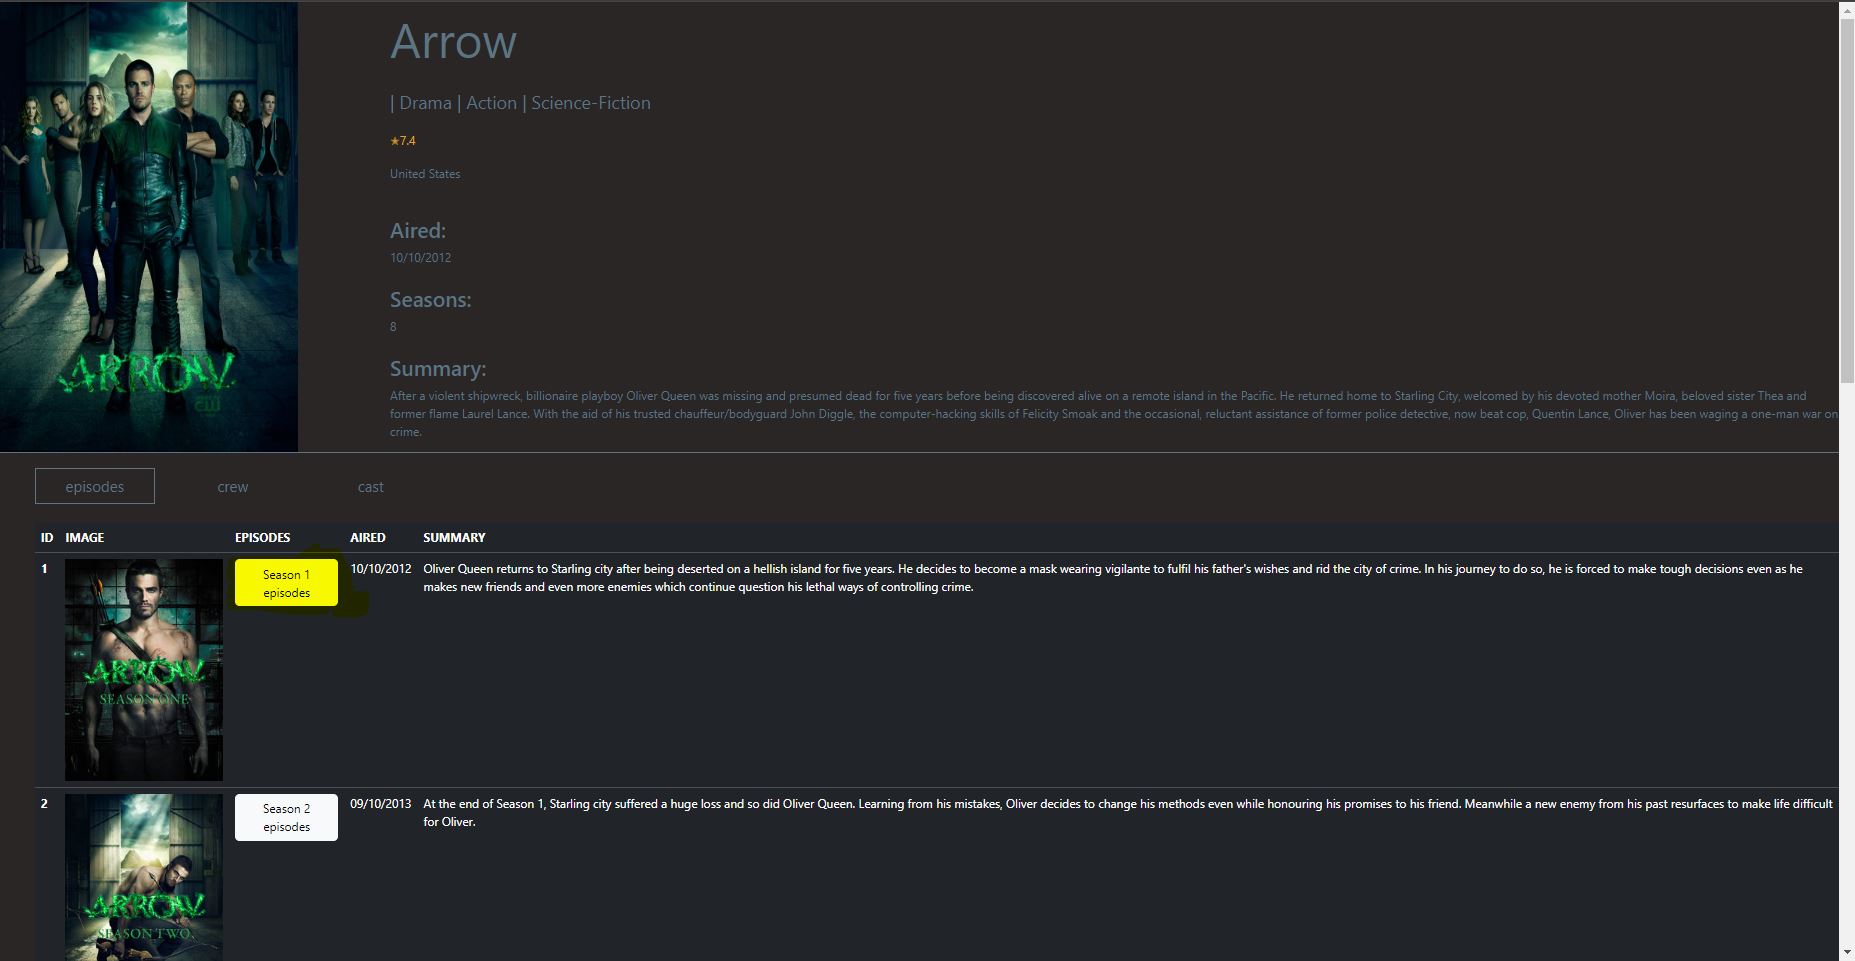 Arrow
| Drama | Action | Science-Fiction
★7.4
United States
Aired:
10/10/2012
Seasons:
8
Summary:
After a violent shipwreck, billionaire playboy Oliver Queen was missing and presumed dead for five years before being discovered alive on a remote island in the Pacific. He returned home to Starling City, welcomed by his devoted mother Moira, beloved sister Thea and
former flame Laurel Lance. With the aid of his trusted chauffeur/bodyguard John Diggle, the computer-hacking skills of Felicity Smoak and the occasional, reluctant assistance of former police detective, now beat cop, Quentin Lance, Oliver has been waging a one-man war on
crime.
ARROW
CW
episodes crew cast
ID IMAGE EPISODES AIRED SUMMARY
1
ARROW
SEASON ONE
Season 1
episodes
10/10/2012
Oliver Queen returns to Starling city after being deserted on a hellish island for five years. He decides to become a mask wearing vigilante to fulfil his father's wishes and rid the city of crime. In his journey to do so, he is forced to make tough decisions even as he
makes new friends and even more enemies which continue question his lethal ways of controlling crime.
2
ARROW
SEASON TWO
Season 2
episodes
09/10/2013
At the end of Season 1, Starling city suffered a huge loss and so did Oliver Queen. Learning from his mistakes, Oliver decides to change his methods even while honouring his promises to his friend. Meanwhile a new enemy from his past resurfaces to make life difficult
for Oliver.